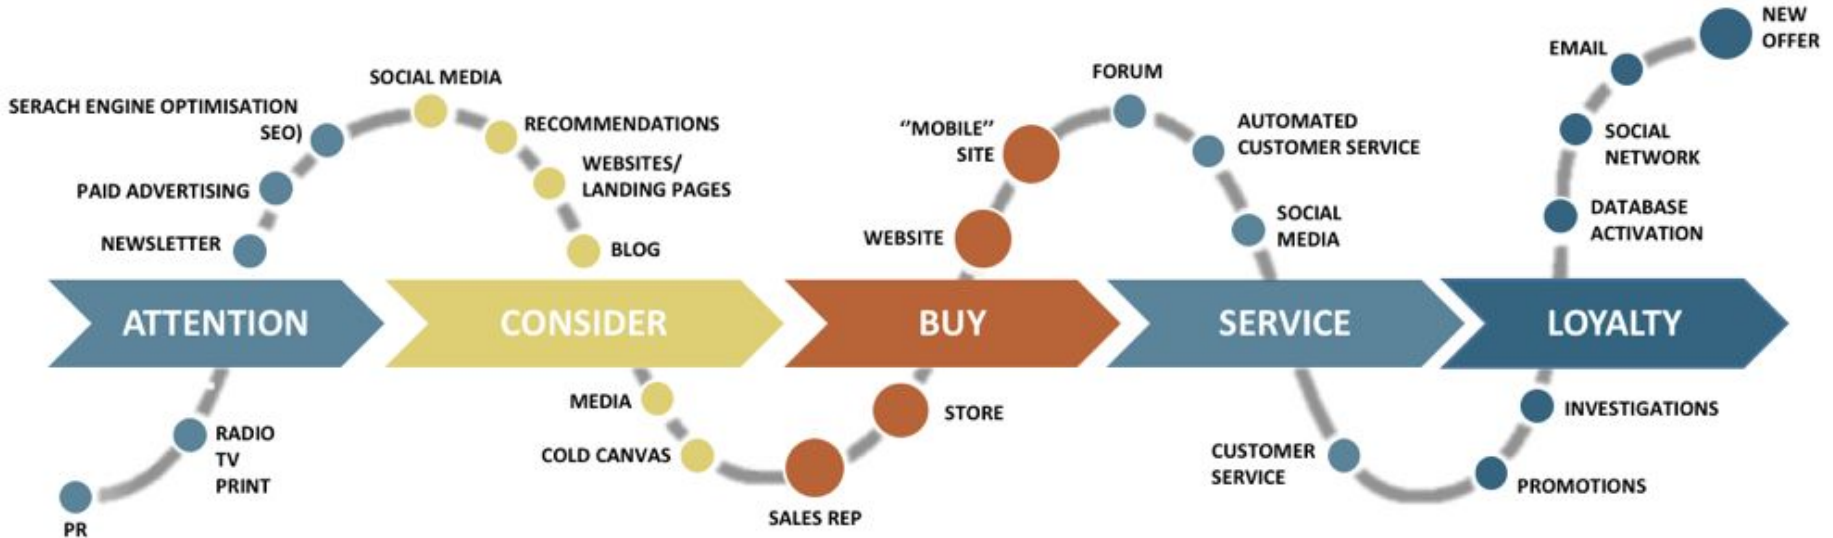 NEW
OFFER
EMAIL
SOCIAL MEDIA
FORUM
SERACH ENGINE OPTIMISATION
SEO)
RECOMMENDATIONS
"MOBILE"
SITE
AUTOMATED
CUSTOMER SERVICE
SOCIAL
NETWORK
WEBSITES/
LANDING PAGES
PAID ADVERTISING
DATABASE
ACTIVATION
SOCIAL
MEDIA
NEWSLETTER
BLOG
WEBSITE
ATTENTION
CONSIDER
BUY
SERVICE
LOYALTY
MEDIA
STORE
INVESTIGATIONS
RADIO
TV
PRINT
COLD CANVAS
CUSTOMER
SERVICE
PROMOTIONS
SALES REP
PR